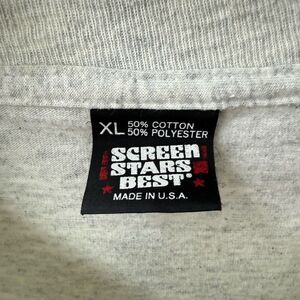 XL 50% COTTON
50% POLYESTER
SCREEN
STARS
BEST®
MADE IN U.S.A.